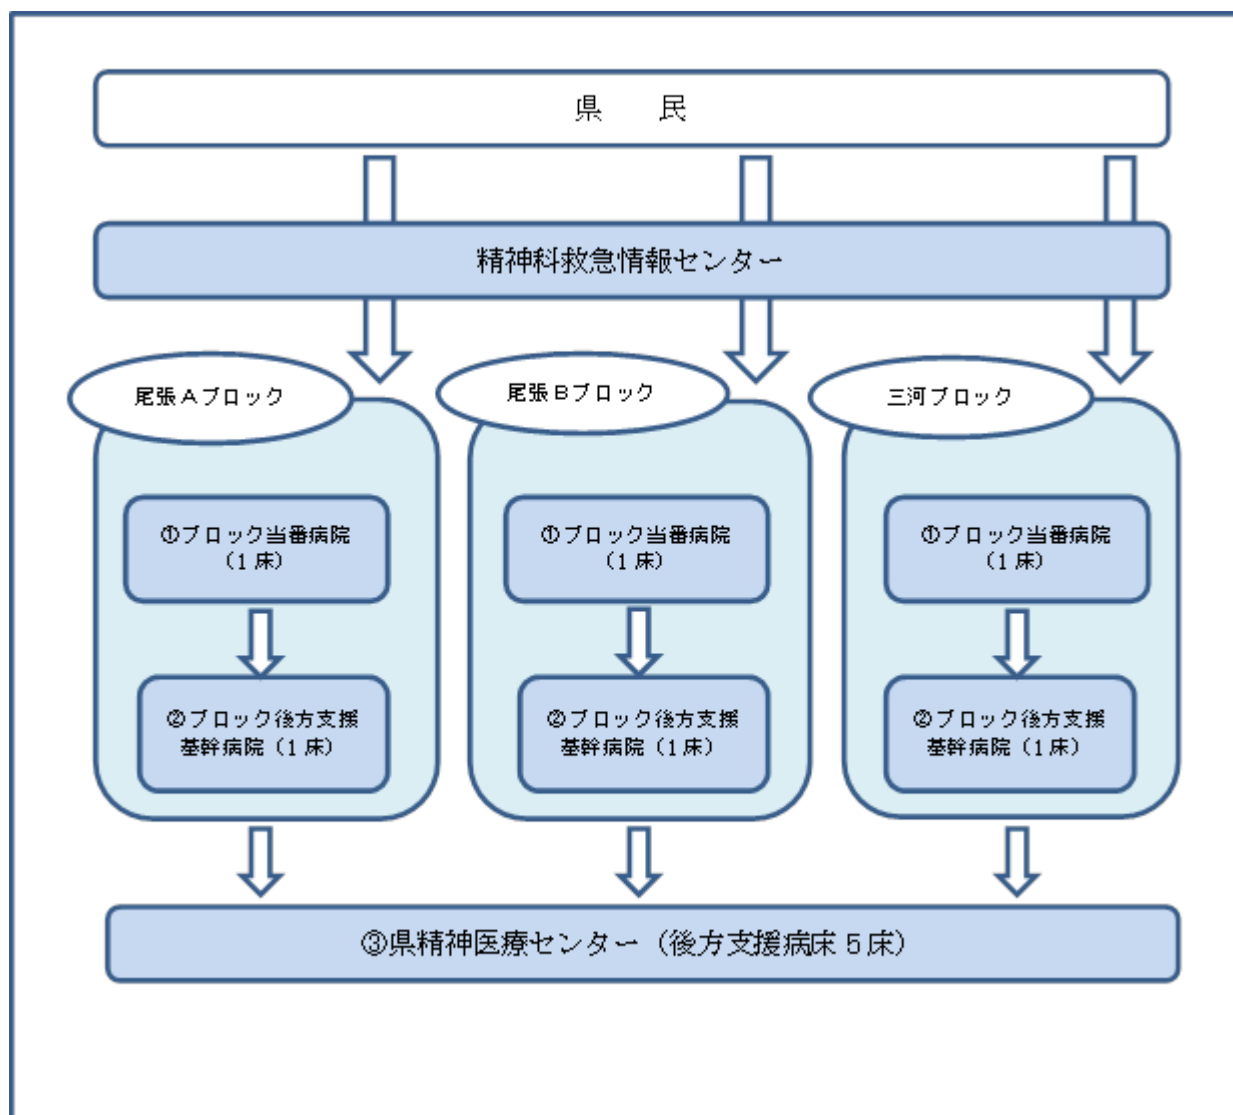 県　　民
精神科救急情報センター
尾張Ａブロック
尾張Ｂブロック
三河ブロック
①ブロック当番病院
（1床）
①ブロック当番病院
（1床）
①ブロック当番病院
（1床）
②ブロック後方支援
基幹病院（1床）
②ブロック後方支援
基幹病院（1床）
②ブロック後方支援
基幹病院（1床）
③県精神医療センター（後方支援病床５床）